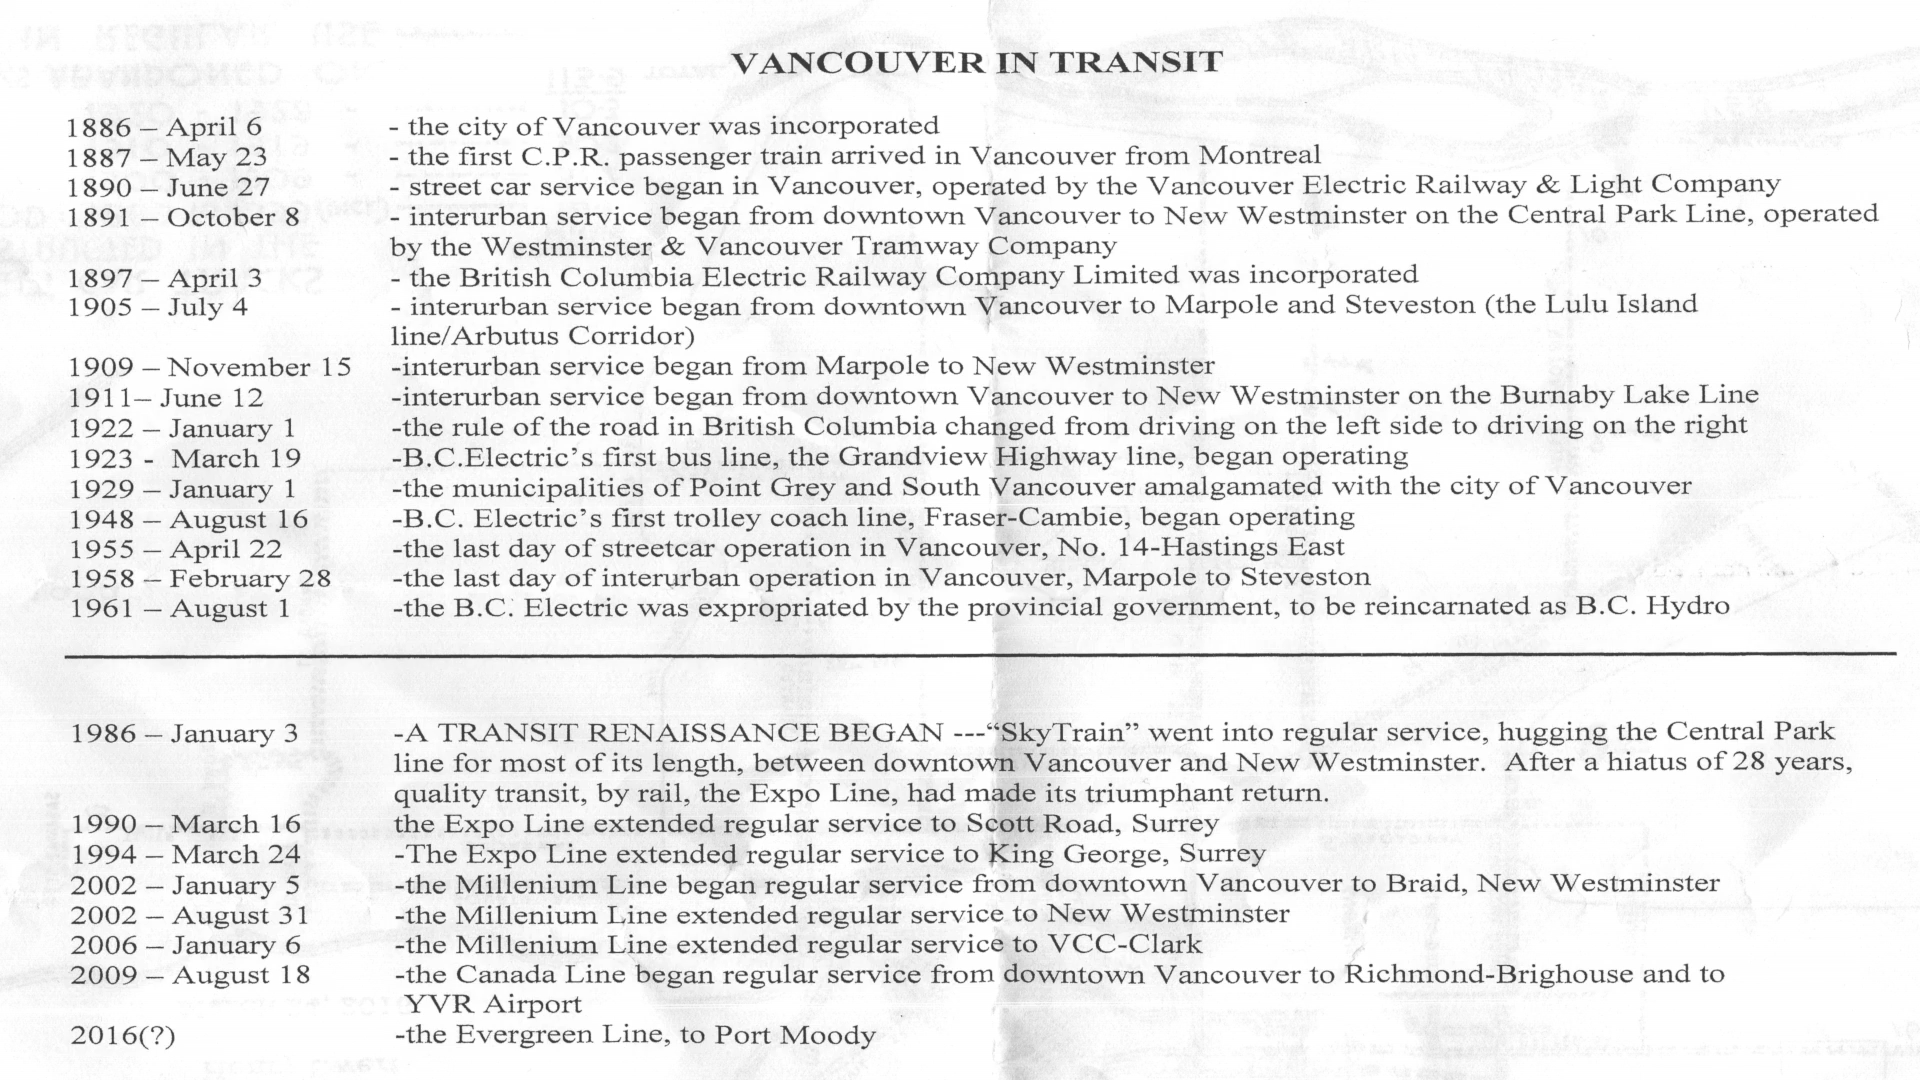 VANCOUVER IN TRANSIT
1886 – April 6 - the city of Vancouver was incorporated
1887 – May 23 - the first C.P.R. passenger train arrived in Vancouver from Montreal
1890 – June 27 - street car service began in Vancouver, operated by the Vancouver Electric Railway & Light Company
1891 – October 8 - interurban service began from downtown Vancouver to New Westminster on the Central Park Line, operated
by the Westminster & Vancouver Tramway Company
1897 – April 3 - the British Columbia Electric Railway Company Limited was incorporated
1905 – July 4 - interurban service began from downtown Vancouver to Marpole and Steveston (the Lulu Island
line/Arbutus Corridor)
1909 – November 15 -interurban service began from Marpole to New Westminster
1911– June 12 -interurban service began from downtown Vancouver to New Westminster on the Burnaby Lake Line
1922 – January 1 -the rule of the road in British Columbia changed from driving on the left side to driving on the right
1923 - March 19 -B.C.Electric’s first bus line, the Grandview Highway line, began operating
1929 – January 1 -the municipalities of Point Grey and South Vancouver amalgamated with the city of Vancouver
1948 – August 16 -B.C. Electric’s first trolley coach line, Fraser-Cambie, began operating
1955 – April 22 -the last day of streetcar operation in Vancouver, No. 14-Hastings East
1958 – February 28 -the last day of interurban operation in Vancouver, Marpole to Steveston
1961 – August 1 -the B.C. Electric was expropriated by the provincial government, to be reincarnated as B.C. Hydro
1986 – January 3 -A TRANSIT RENAISSANCE BEGAN ---“SkyTrain” went into regular service, hugging the Central Park
line for most of its length, between downtown Vancouver and New Westminster. After a hiatus of 28 years,
quality transit, by rail, the Expo Line, had made its triumphant return.
1990 – March 16 the Expo Line extended regular service to Scott Road, Surrey
1994 – March 24 -The Expo Line extended regular service to King George, Surrey
2002 – January 5 -the Millenium Line began regular service from downtown Vancouver to Braid, New Westminster
2002 – August 31 -the Millenium Line extended regular service to New Westminster
2006 – January 6 -the Millenium Line extended regular service to VCC-Clark
2009 – August 18 -the Canada Line began regular service from downtown Vancouver to Richmond-Brighouse and to
YVR Airport
2016(?) -the Evergreen Line, to Port Moody